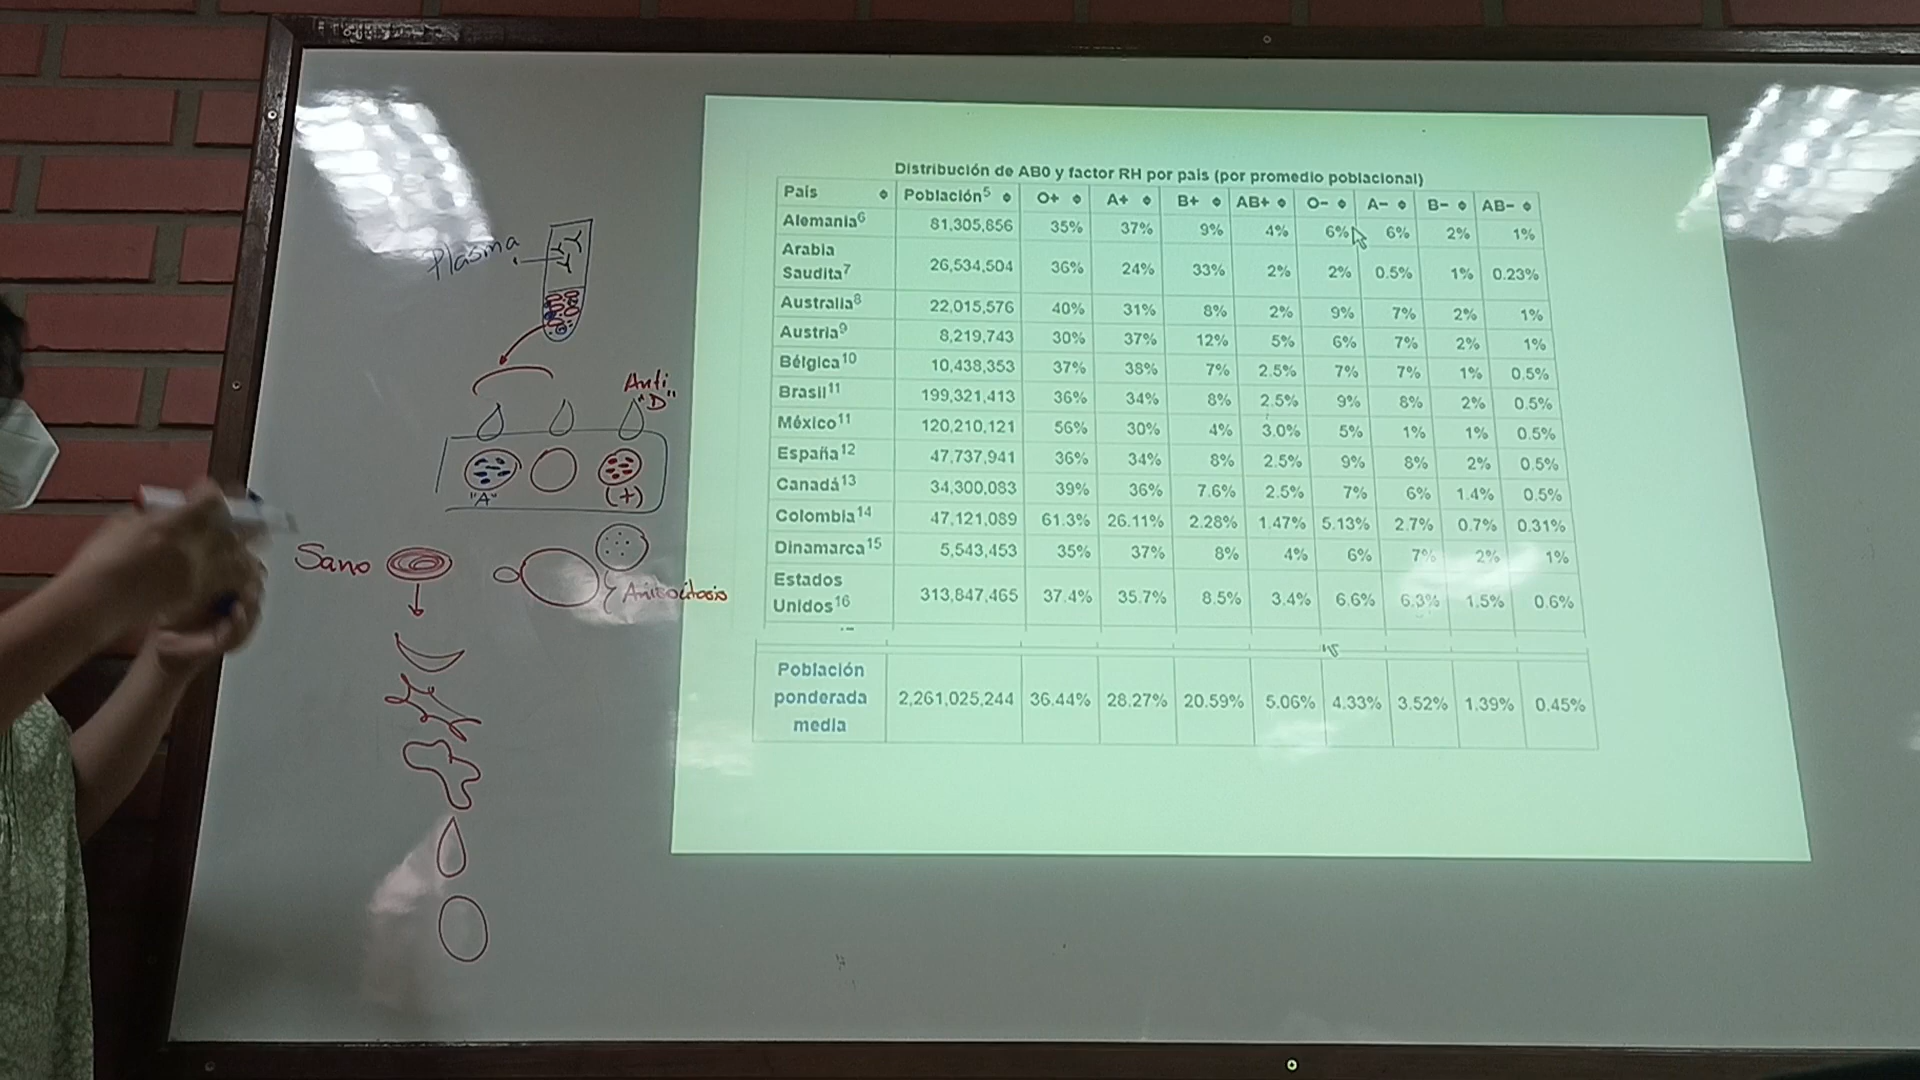 Plasma
Anti
"D"
"A"
(+)
Sano
Anisocitosis
Distribución de AB0 y factor RH por país (por promedio poblacional)
País Población5 O+ A+ B+ AB+ O− A− B− AB−
Alemania6 81,305,856 35% 37% 9% 4% 6% 6% 2% 1%
Arabia
Saudita7 26,534,504 36% 24% 33% 2% 2% 0.5% 1% 0.23%
Australia8 22,015,576 40% 31% 8% 2% 9% 7% 2% 1%
Austria9 8,219,743 30% 37% 12% 5% 6% 7% 2% 1%
Bélgica10 10,438,353 37% 38% 7% 2.5% 7% 7% 1% 0.5%
Brasil11 199,321,413 36% 34% 8% 2.5% 9% 8% 2% 0.5%
México11 120,210,121 56% 30% 4% 3.0% 5% 1% 1% 0.5%
España12 47,737,941 36% 34% 8% 2.5% 9% 8% 2% 0.5%
Canadá13 34,300,083 39% 36% 7.6% 2.5% 7% 6% 1.4% 0.5%
Colombia14 47,121,089 61.3% 26.11% 2.28% 1.47% 5.13% 2.7% 0.7% 0.31%
Dinamarca15 5,543,453 35% 37% 8% 4% 6% 7% 2% 1%
Estados
Unidos16 313,847,465 37.4% 35.7% 8.5% 3.4% 6.6% 6.3% 1.5% 0.6%
Población
ponderada
media 2,261,025,244 36.44% 28.27% 20.59% 5.06% 4.33% 3.52% 1.39% 0.45%